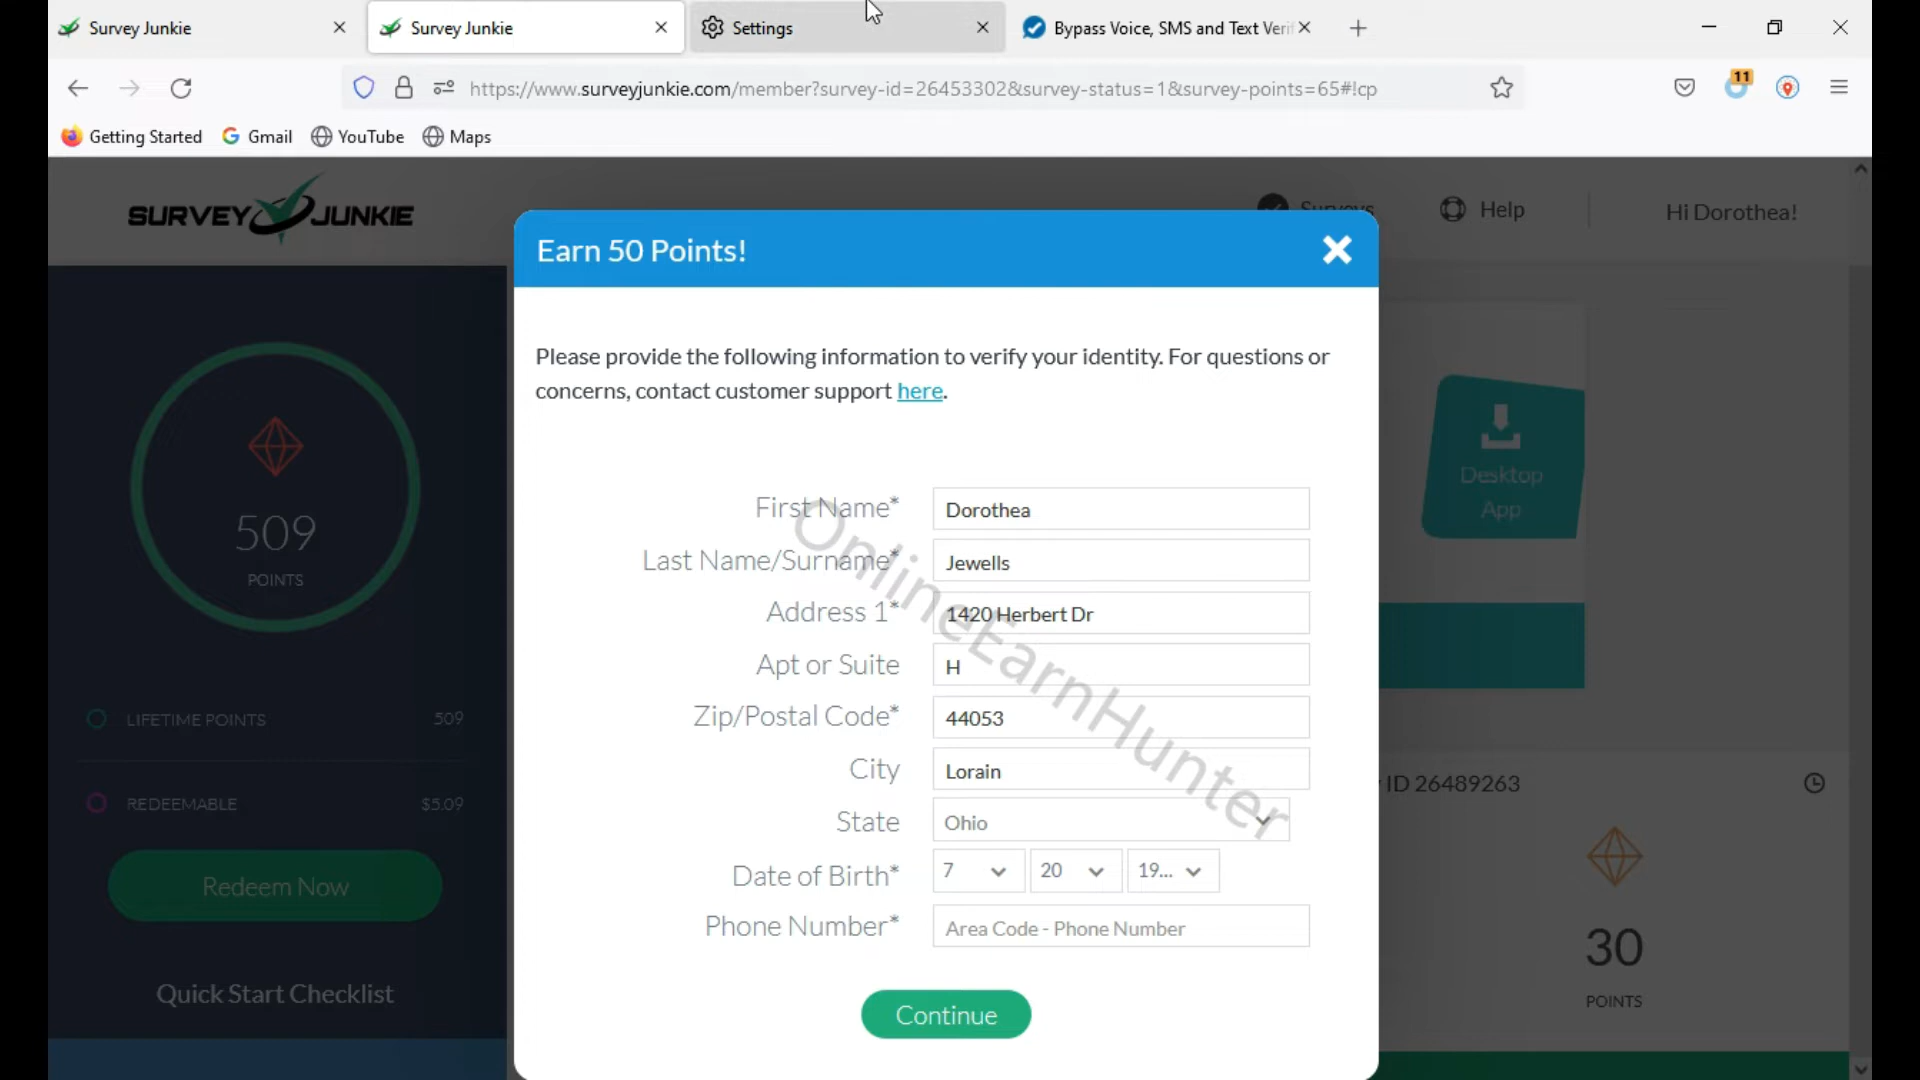 Survey Junkie
Survey Junkie
Settings
Bypass Voice, SMS and Text Verif
https://www.surveyjunkie.com/member?survey-id=26453302&survey-status=1&survey-points=65#!cp
11
Getting Started
Gmail
YouTube
Maps
SURVEY JUNKIE
Surveys
Help
Hi Dorothea!
Earn 50 Points!
Please provide the following information to verify your identity. For questions or
concerns, contact customer support here.
First Name* Dorothea
Last Name/Surname* Jewells
Address 1* 1420 Herbert Dr
Apt or Suite H
Zip/Postal Code* 44053
City Lorain
State Ohio
Date of Birth* 7 20 19...
Phone Number* Area Code - Phone Number
Continue
OnlineEarnHunter
509
POINTS
LIFETIME POINTS 509
REDEEMABLE $5.09
Redeem Now
Quick Start Checklist
Desktop
App
ID 26489263
30
POINTS